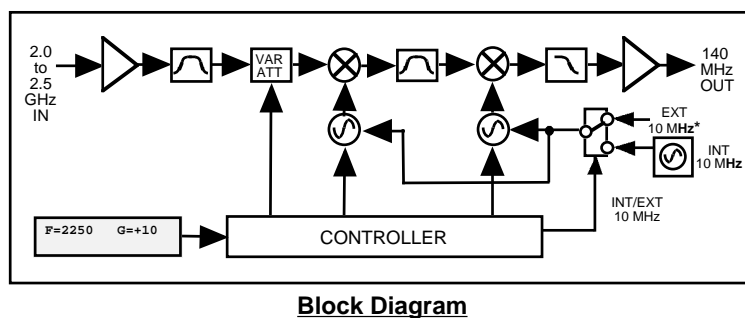 2.0
to
2.5
GHz
IN
VAR
ATT
140
MHz
OUT
EXT
10 MHz*
INT
10 MHz
INT/EXT
10 MHz
F=2250 G=+10
CONTROLLER
Block Diagram